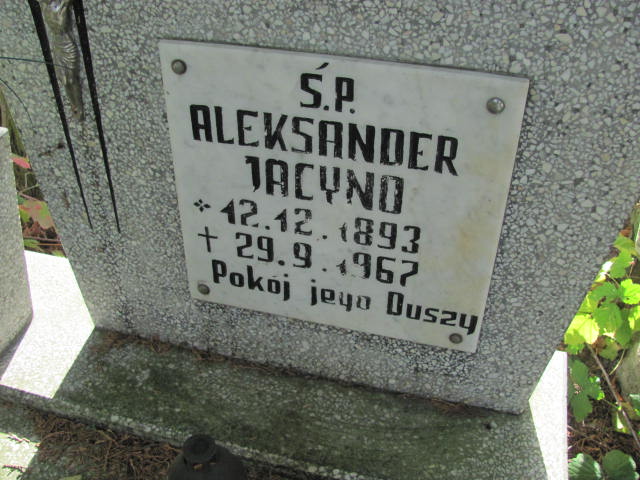 Ś.P.
ALEKSANDER
JACYNO
* 12.12.1893
† 29.9.1967
Pokój jego Duszy